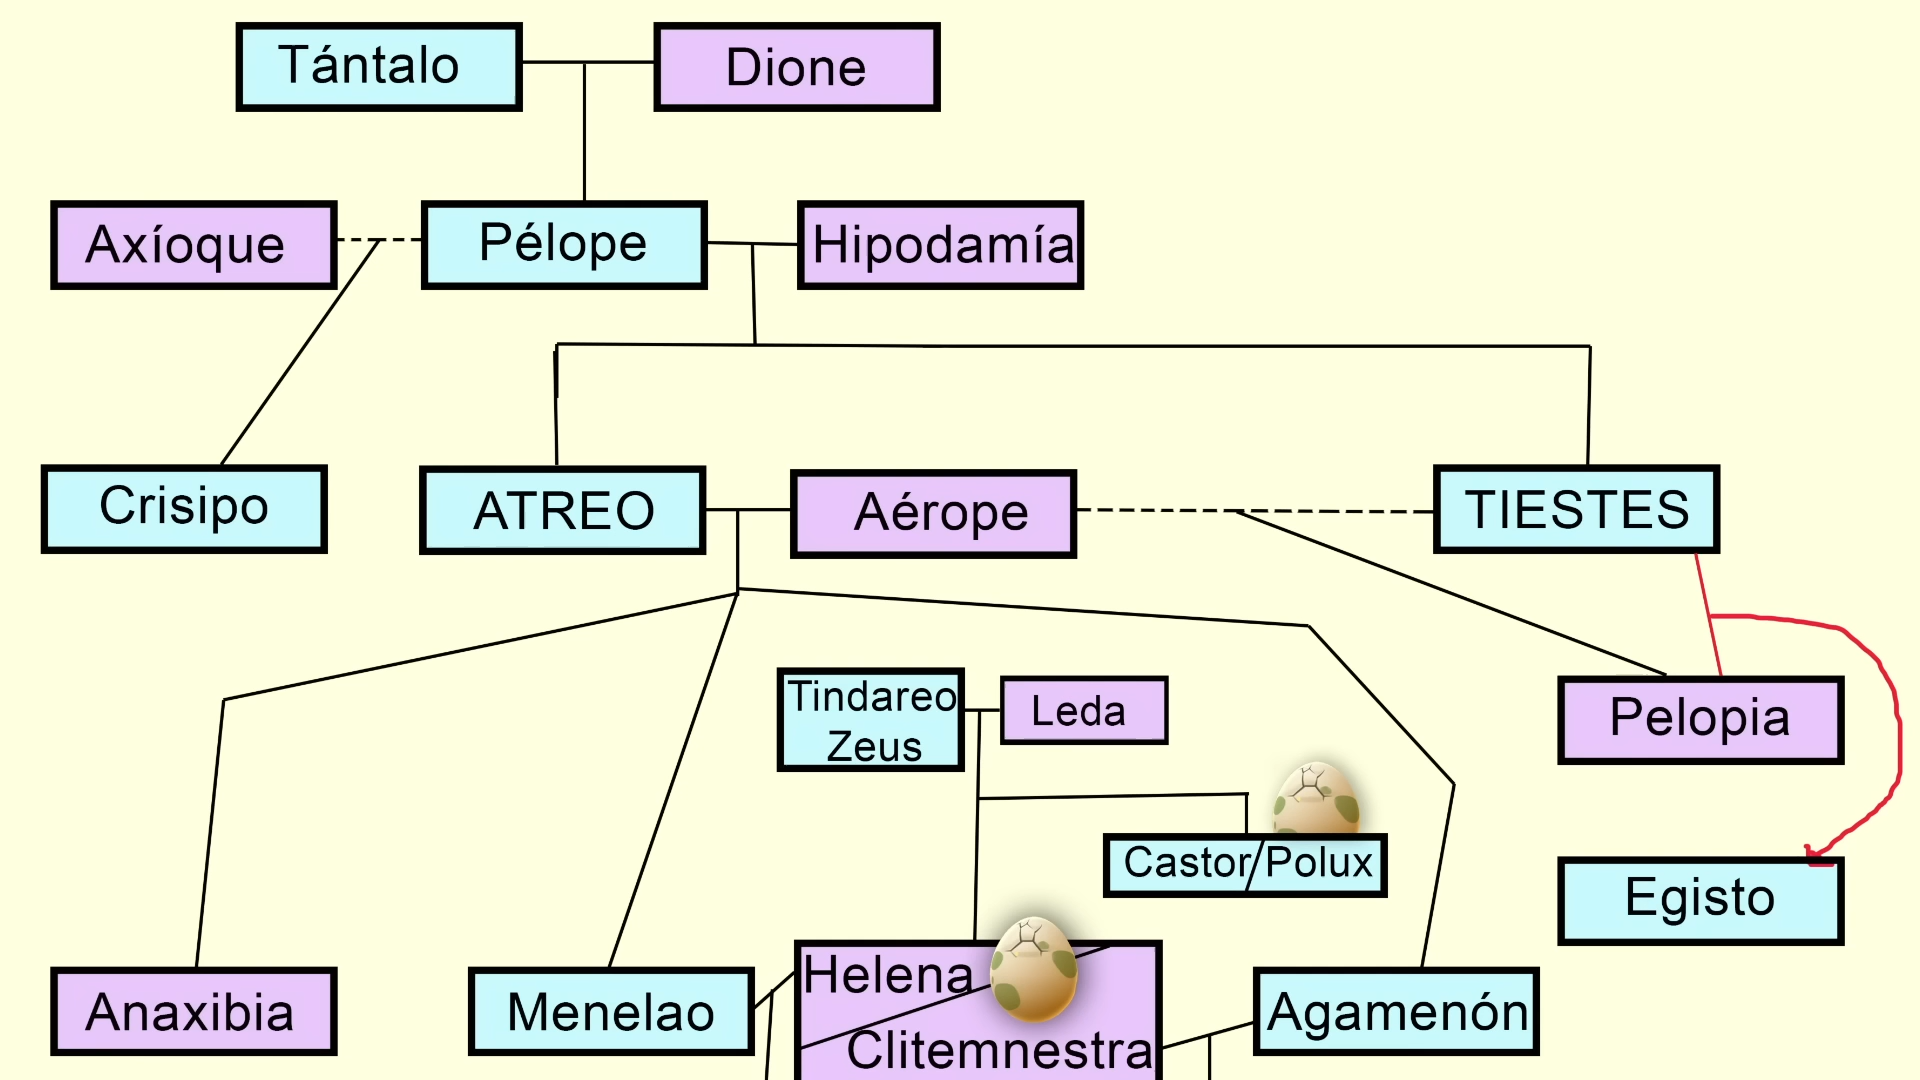 Tántalo
Dione
Axíoque
Pélope
Hipodamía
Crisipo
ATREO
Aérope
TIESTES
Tindareo
Zeus
Leda
Pelopia
Castor/Polux
Egisto
Anaxibia
Menelao
Helena
Clitemnestra
Agamenón